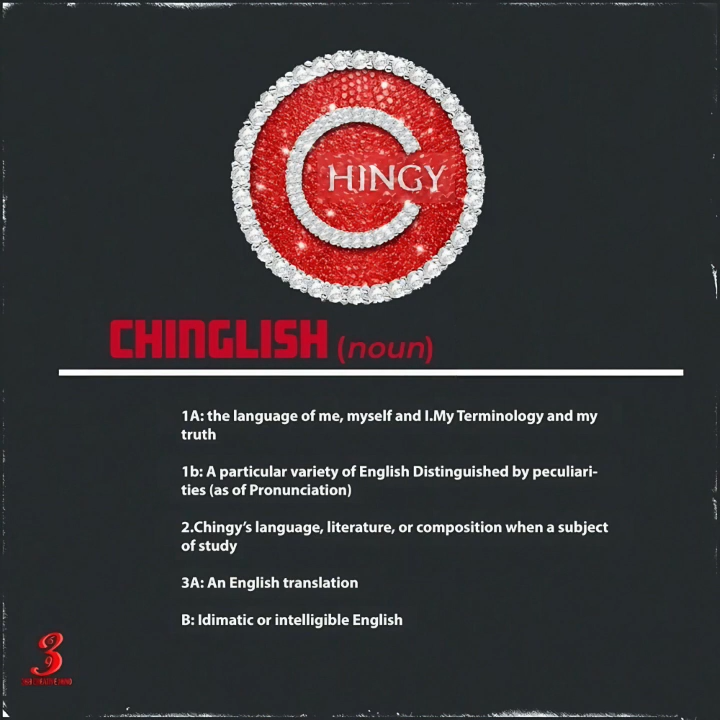 CHINGY
CHINGLISH (noun)
1A: the language of me, myself and I.My Terminology and my
truth
1b: A particular variety of English Distinguished by peculiari-
ties (as of Pronunciation)
2.Chingy's language, literature, or composition when a subject
of study
3A: An English translation
B: Idimatic or intelligible English
3